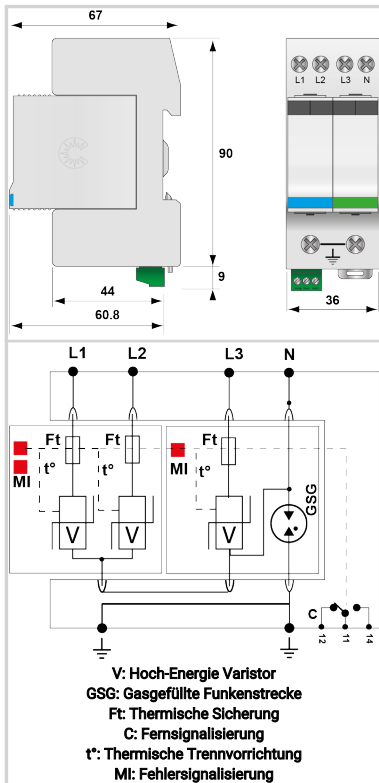 67
L1 L2 L3 N
90
9
44
60.8
36
L1 L2 L3 N
Ft Ft Ft
t° t° t°
MI MI
V V V
GSG
C
12 11 14
V: Hoch-Energie Varistor
GSG: Gasgefüllte Funkenstrecke
Ft: Thermische Sicherung
C: Fernsignalisierung
t°: Thermische Trennvorrichtung
MI: Fehlersignalisierung